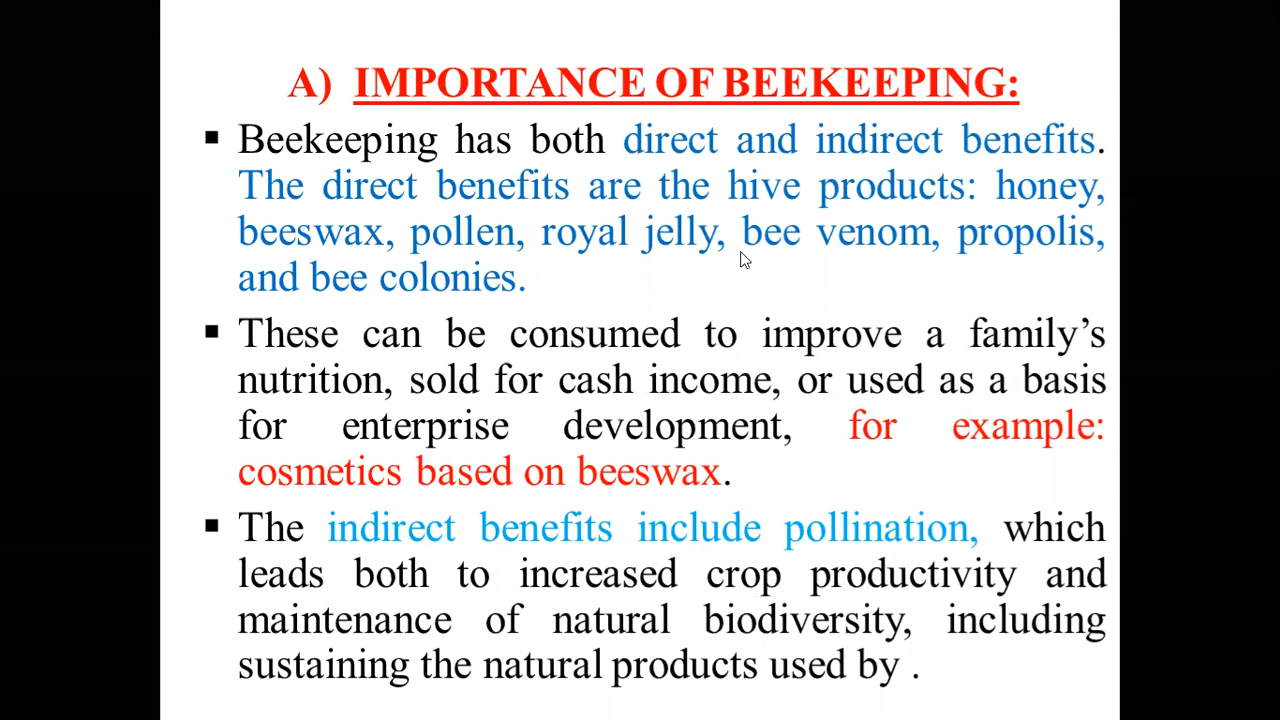 A) IMPORTANCE OF BEEKEEPING:
▪ Beekeeping has both direct and indirect benefits.
The direct benefits are the hive products: honey,
beeswax, pollen, royal jelly, bee venom, propolis,
and bee colonies.
▪ These can be consumed to improve a family’s
nutrition, sold for cash income, or used as a basis
for enterprise development, for example:
cosmetics based on beeswax.
▪ The indirect benefits include pollination, which
leads both to increased crop productivity and
maintenance of natural biodiversity, including
sustaining the natural products used by .